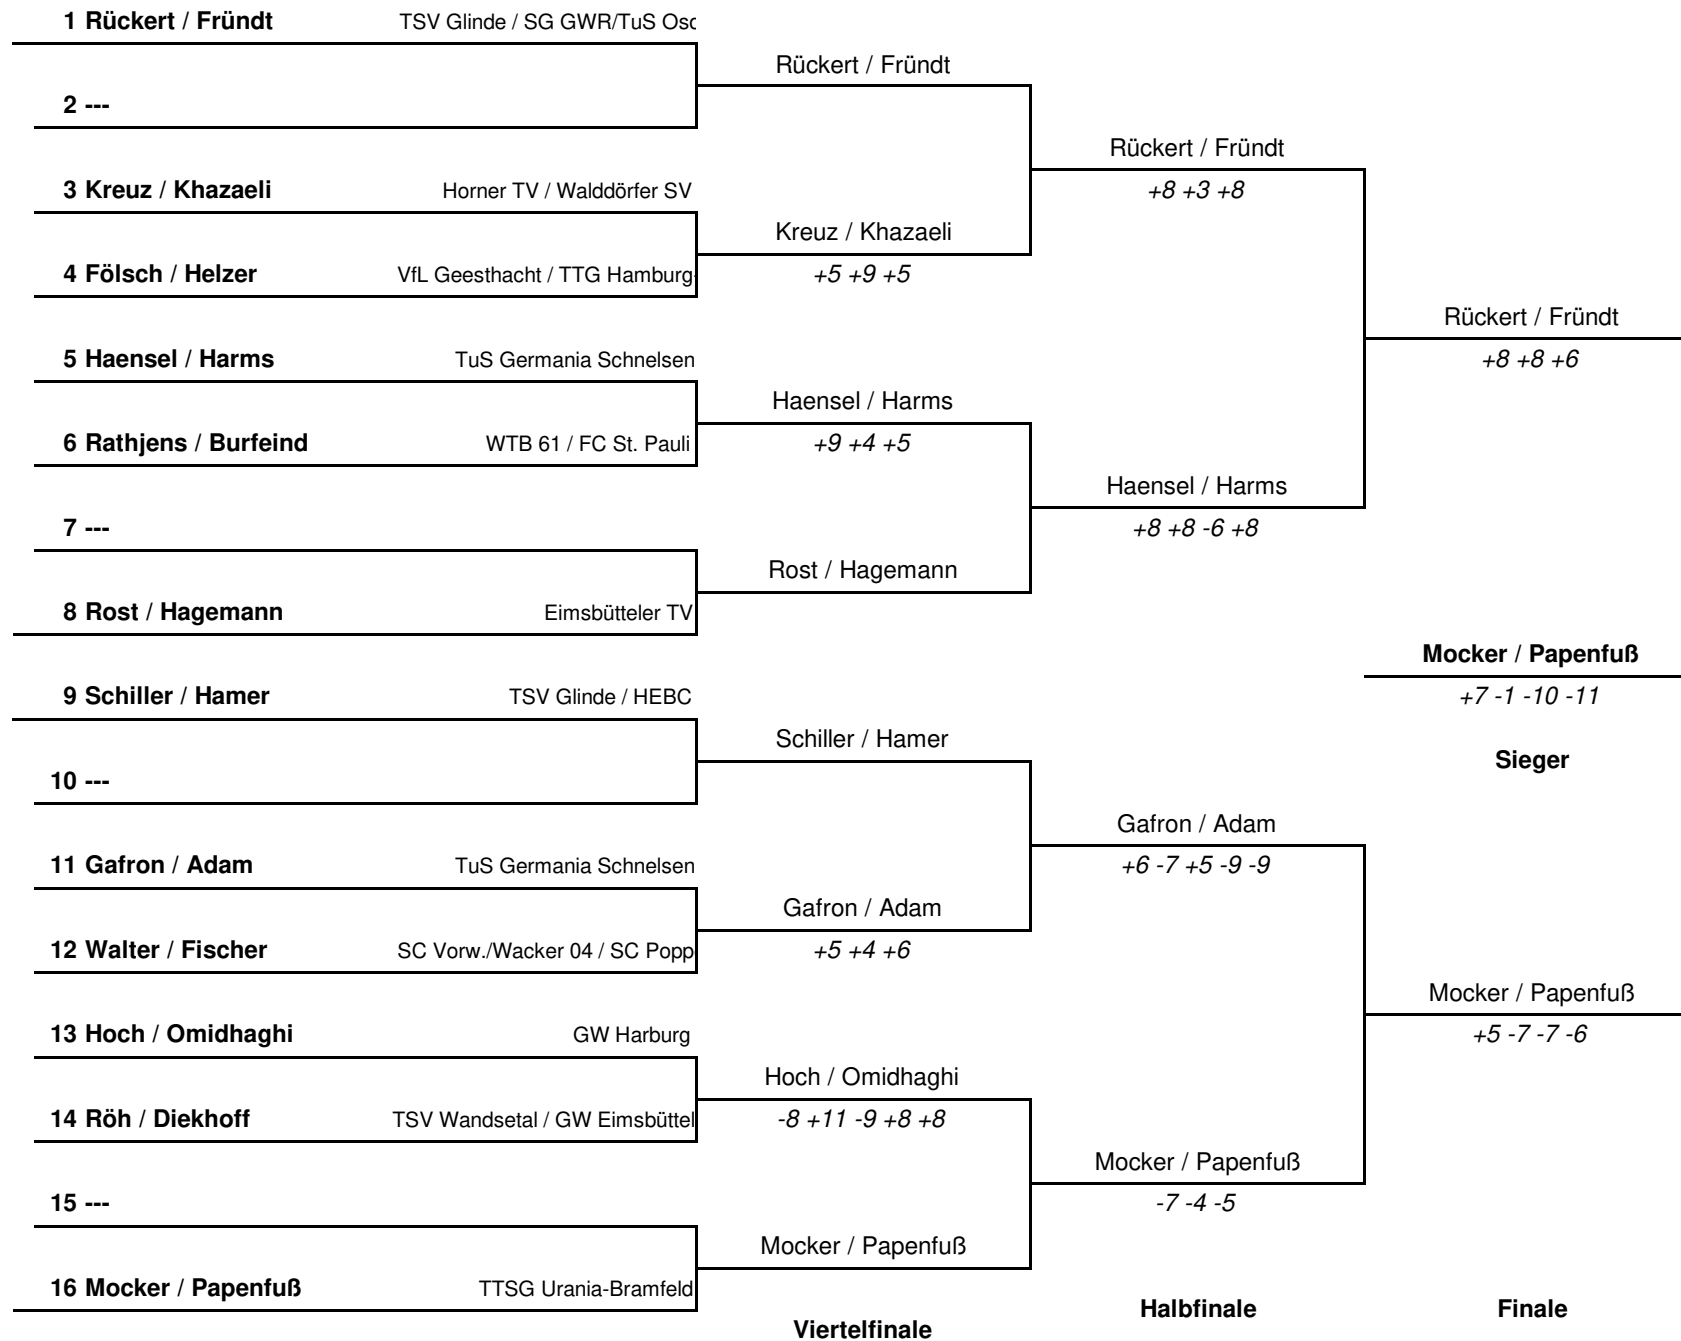 1 Rückert / Fründt TSV Glinde / SG GWR/TuS Osd
Rückert / Fründt
2 ---
Rückert / Fründt
3 Kreuz / Khazaeli Horner TV / Walddörfer SV
+8 +3 +8
Kreuz / Khazaeli
4 Fölsch / Helzer VfL Geesthacht / TTG Hamburg-
+5 +9 +5
Rückert / Fründt
5 Haensel / Harms TuS Germania Schnelsen
+8 +8 +6
Haensel / Harms
6 Rathjens / Burfeind WTB 61 / FC St. Pauli
+9 +4 +5
Haensel / Harms
7 ---
+8 +8 -6 +8
Rost / Hagemann
8 Rost / Hagemann Eimsbütteler TV
Mocker / Papenfuß
9 Schiller / Hamer TSV Glinde / HEBC
+7 -1 -10 -11
Schiller / Hamer
Sieger
10 ---
Gafron / Adam
11 Gafron / Adam TuS Germania Schnelsen
+6 -7 +5 -9 -9
Gafron / Adam
12 Walter / Fischer SC Vorw./Wacker 04 / SC Popp
+5 +4 +6
Mocker / Papenfuß
13 Hoch / Omidhaghi GW Harburg
+5 -7 -7 -6
Hoch / Omidhaghi
14 Röh / Diekhoff TSV Wandsetal / GW Eimsbüttel
-8 +11 -9 +8 +8
Mocker / Papenfuß
15 ---
-7 -4 -5
Mocker / Papenfuß
16 Mocker / Papenfuß TTSG Urania-Bramfeld
Halbfinale
Finale
Viertelfinale